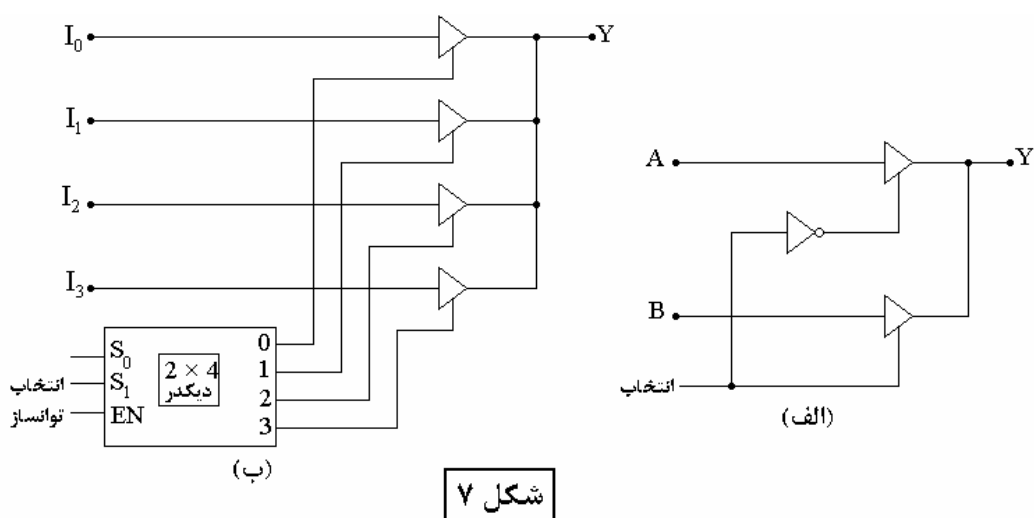 I0
Y
I1
I2
I3
S0
انتخاب S1
توانساز EN
2 × 4
دیکدر
0
1
2
3
(ب)
A
Y
B
انتخاب
(الف)
شکل ۷